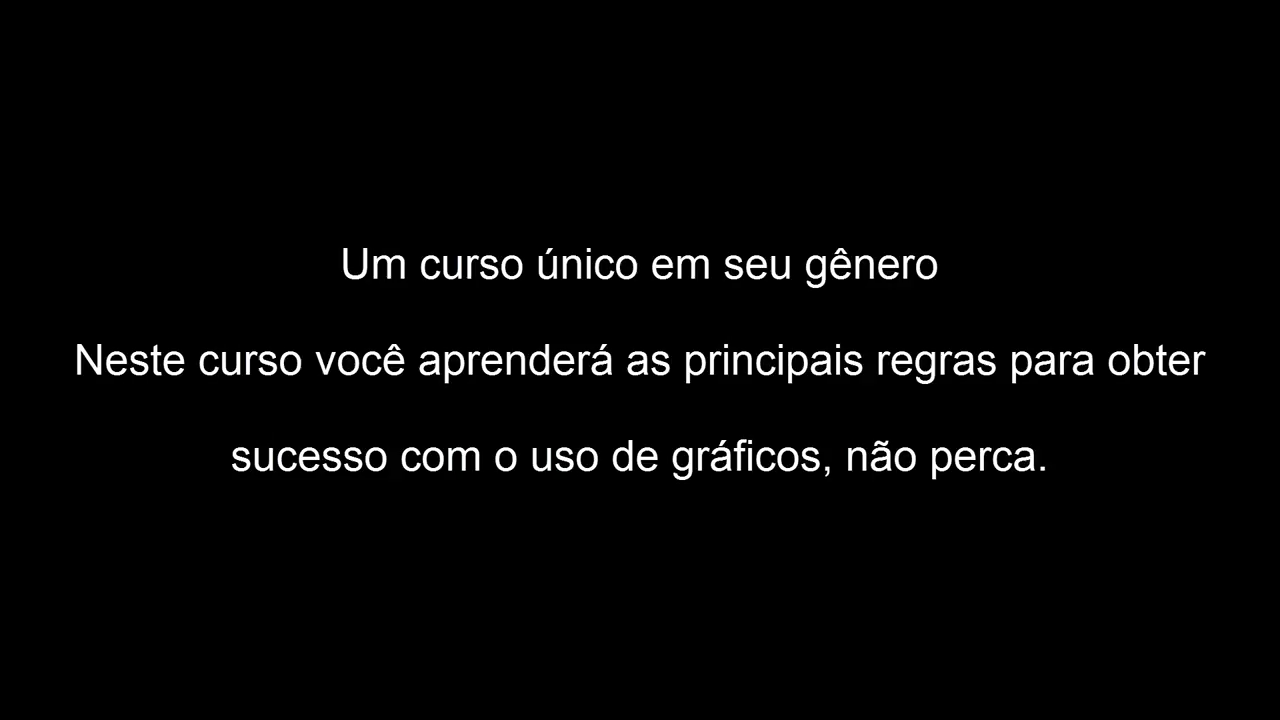 Um curso único em seu gênero
Neste curso você aprenderá as principais regras para obter
sucesso com o uso de gráficos, não perca.